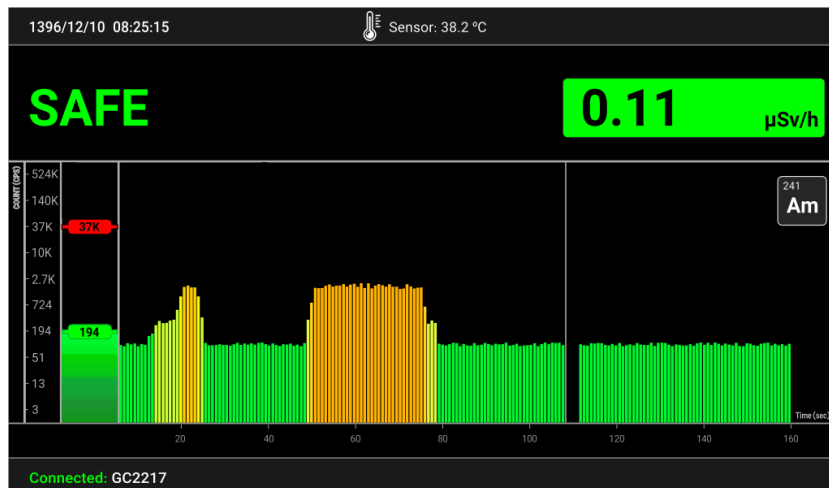 1396/12/10 08:25:15
Sensor: 38.2 ºC
SAFE
0.11 µSv/h
COUNT (CPS)
524K
140K
37K
10K
2.7K
724
194
51
13
3
37K
194
241
Am
Time (sec)
20 40 60 80 100 120 140 160
Connected: GC2217